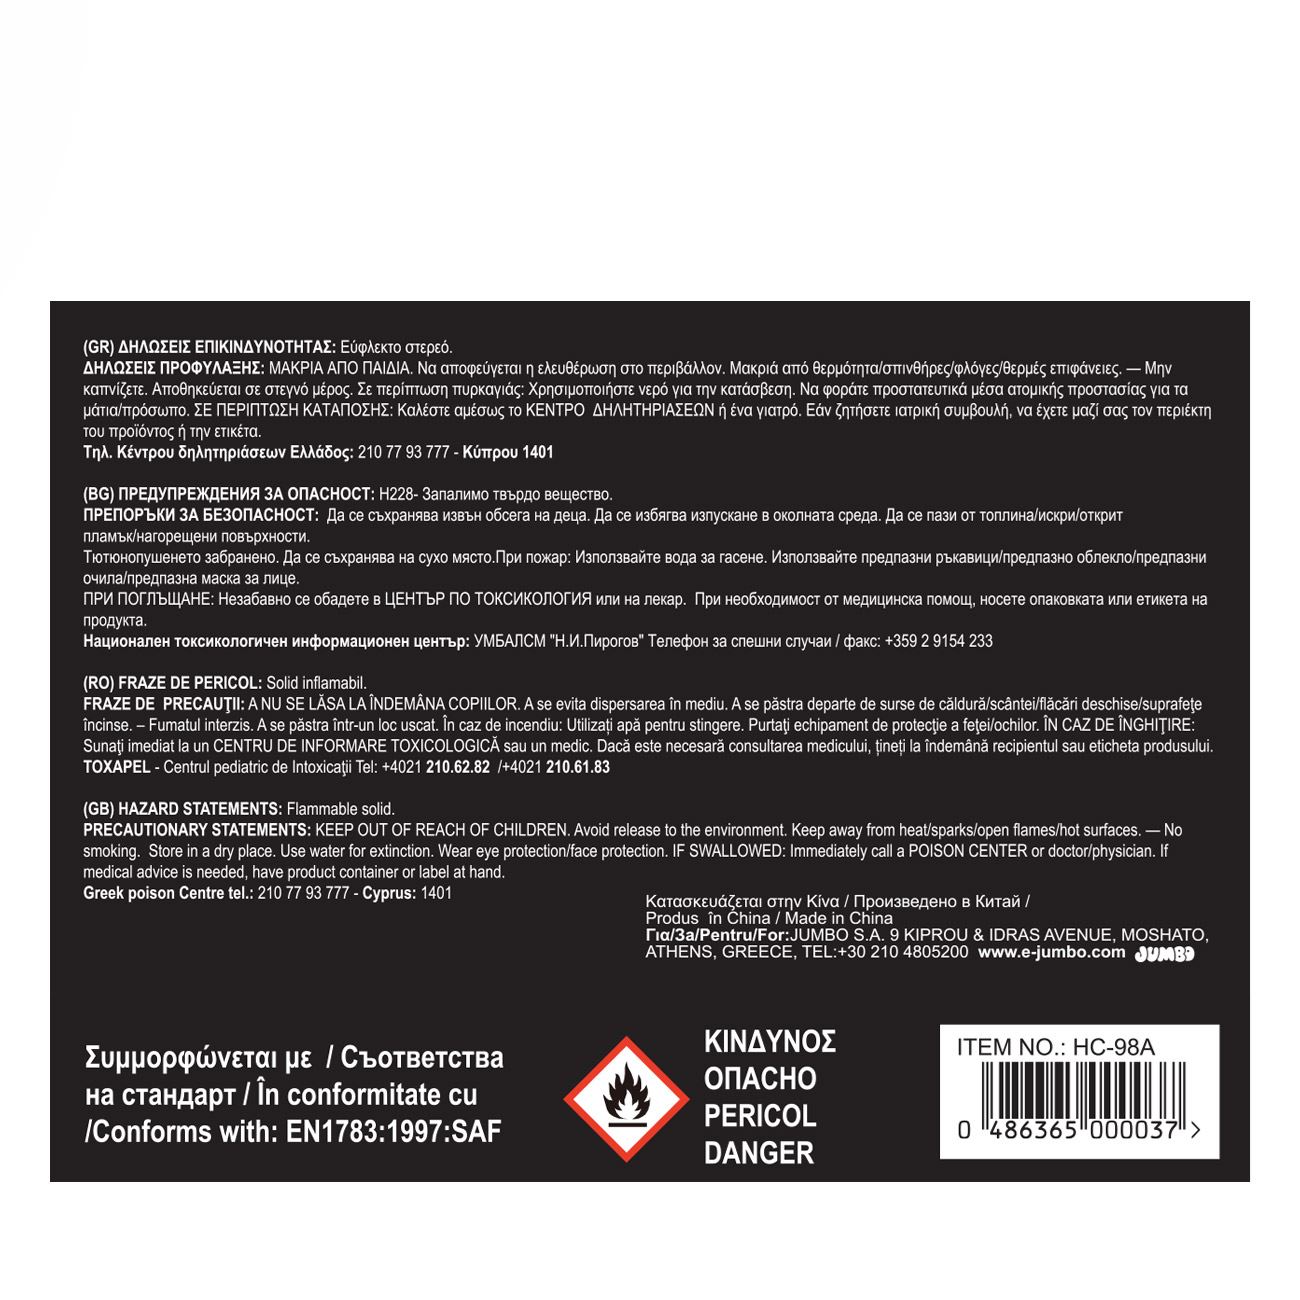 (GR) ΔΗΛΩΣΕΙΣ ΕΠΙΚΙΝΔΥΝΟΤΗΤΑΣ: Εύφλεκτο στερεό.
ΔΗΛΩΣΕΙΣ ΠΡΟΦΥΛΑΞΗΣ: ΜΑΚΡΙΑ ΑΠΟ ΠΑΙΔΙΑ. Να αποφεύγεται η ελευθέρωση στο περιβάλλον. Μακριά από θερμότητα/σπινθήρες/φλόγες/θερμές επιφάνειες. — Μην
καπνίζετε. Αποθηκεύεται σε στεγνό μέρος. Σε περίπτωση πυρκαγιάς: Χρησιμοποιήστε νερό για την κατάσβεση. Να φοράτε προστατευτικά μέσα ατομικής προστασίας για τα
μάτια/πρόσωπο. ΣΕ ΠΕΡΙΠΤΩΣΗ ΚΑΤΑΠΟΣΗΣ: Καλέστε αμέσως το ΚΕΝΤΡΟ ΔΗΛΗΤΗΡΙΑΣΕΩΝ ή ένα γιατρό. Εάν ζητήσετε ιατρική συμβουλή, να έχετε μαζί σας τον περιέκτη
του προϊόντος ή την ετικέτα.
Τηλ. Κέντρου δηλητηριάσεων Ελλάδος: 210 77 93 777 - Κύπρου 1401
(BG) ПРЕДУПРЕЖДЕНИЯ ЗА ОПАСНОСТ: H228- Запалимо твърдо вещество.
ПРЕПОРЪКИ ЗА БЕЗОПАСНОСТ: Да се съхранява извън обсега на деца. Да се избягва изпускане в околната среда. Да се пази от топлина/искри/открит
пламък/нагорещени повърхности.
Тютюнопушенето забранено. Да се съхранява на сухо място.При пожар: Използвайте вода за гасене. Използвайте предпазни ръкавици/предпазно облекло/предпазни
очила/предпазна маска за лице.
ПРИ ПОГЛЪЩАНЕ: Незабавно се обадете в ЦЕНТЪР ПО ТОКСИКОЛОГИЯ или на лекар. При необходимост от медицинска помощ, носете опаковката или етикета на
продукта.
Национален токсикологичен информационен център: УМБАЛСМ "Н.И.Пирогов" Телефон за спешни случаи / факс: +359 2 9154 233
(RO) FRAZE DE PERICOL: Solid inflamabil.
FRAZE DE PRECAUŢII: A NU SE LĂSA LA ÎNDEMÂNA COPIILOR. A se evita dispersarea în mediu. A se păstra departe de surse de căldură/scântei/flăcări deschise/suprafeţe
încinse. – Fumatul interzis. A se păstra într-un loc uscat. În caz de incendiu: Utilizați apă pentru stingere. Purtaţi echipament de protecţie a feţei/ochilor. ÎN CAZ DE ÎNGHIŢIRE:
Sunaţi imediat la un CENTRU DE INFORMARE TOXICOLOGICĂ sau un medic. Dacă este necesară consultarea medicului, țineți la îndemână recipientul sau eticheta produsului.
TOXAPEL - Centrul pediatric de Intoxicaţii Tel: +4021 210.62.82 /+4021 210.61.83
(GB) HAZARD STATEMENTS: Flammable solid.
PRECAUTIONARY STATEMENTS: KEEP OUT OF REACH OF CHILDREN. Avoid release to the environment. Keep away from heat/sparks/open flames/hot surfaces. — No
smoking. Store in a dry place. Use water for extinction. Wear eye protection/face protection. IF SWALLOWED: Immediately call a POISON CENTER or doctor/physician. If
medical advice is needed, have product container or label at hand.
Greek poison Centre tel.: 210 77 93 777 - Cyprus: 1401
Κατασκευάζεται στην Κίνα / Произведено в Китай /
Produs în China / Made in China
Για/За/Pentru/For:JUMBO S.A. 9 KIPROU & IDRAS AVENUE, MOSHATO,
ATHENS, GREECE, TEL:+30 210 4805200 www.e-jumbo.com JUMBO
Συμμορφώνεται με / Съответства
на стандарт / În conformitate cu
/Conforms with: EN1783:1997:SAF
ΚΙΝΔΥΝΟΣ
ОПАСНО
PERICOL
DANGER
ITEM NO.: HC-98A
0 486365 000037 >